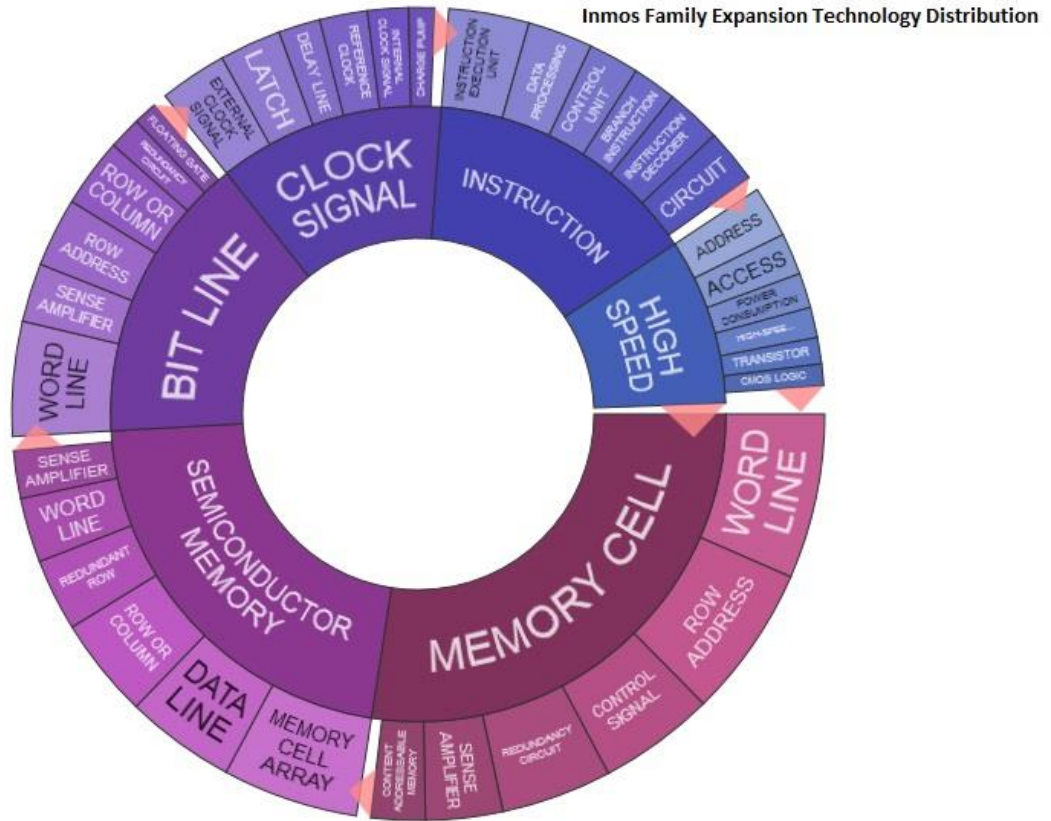 Inmos Family Expansion Technology Distribution
CLOCK
SIGNAL
EXTERNAL
CLOCK
SIGNAL
LATCH
DELAY LINE
REFERENCE
CLOCK
INTERNAL
CLOCK SIGNAL
CHARGE PUMP
INSTRUCTION
INSTRUCTION
EXECUTION
UNIT
DATA
PROCESSING
CONTROL
UNIT
BRANCH
INSTRUCTION
INSTRUCTION
DECODER
CIRCUIT
HIGH
SPEED
ADDRESS
ACCESS
POWER
CONSUMPTION
HIGH-SPEE...
TRANSISTOR
CMOS LOGIC
MEMORY CELL
WORD
LINE
ROW
ADDRESS
CONTROL
SIGNAL
REDUNDANCY
CIRCUIT
SENSE
AMPLIFIER
CONTENT
ADDRESSEABLE
MEMORY
SEMICONDUCTOR
MEMORY
MEMORY
CELL
ARRAY
DATA
LINE
ROW OR
COLUMN
REDUNDANT
ROW
WORD
LINE
SENSE
AMPLIFIER
BIT LINE
WORD
LINE
SENSE
AMPLIFIER
ROW
ADDRESS
ROW OR
COLUMN
REDUNDANCY
CIRCUIT
FLOATING GATE